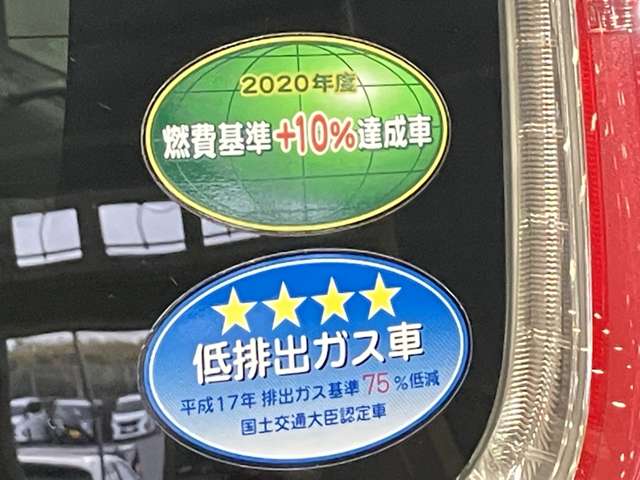 2020年度
燃費基準+10%達成車
低排出ガス車
平成17年 排出ガス基準75%低減
国土交通大臣認定車